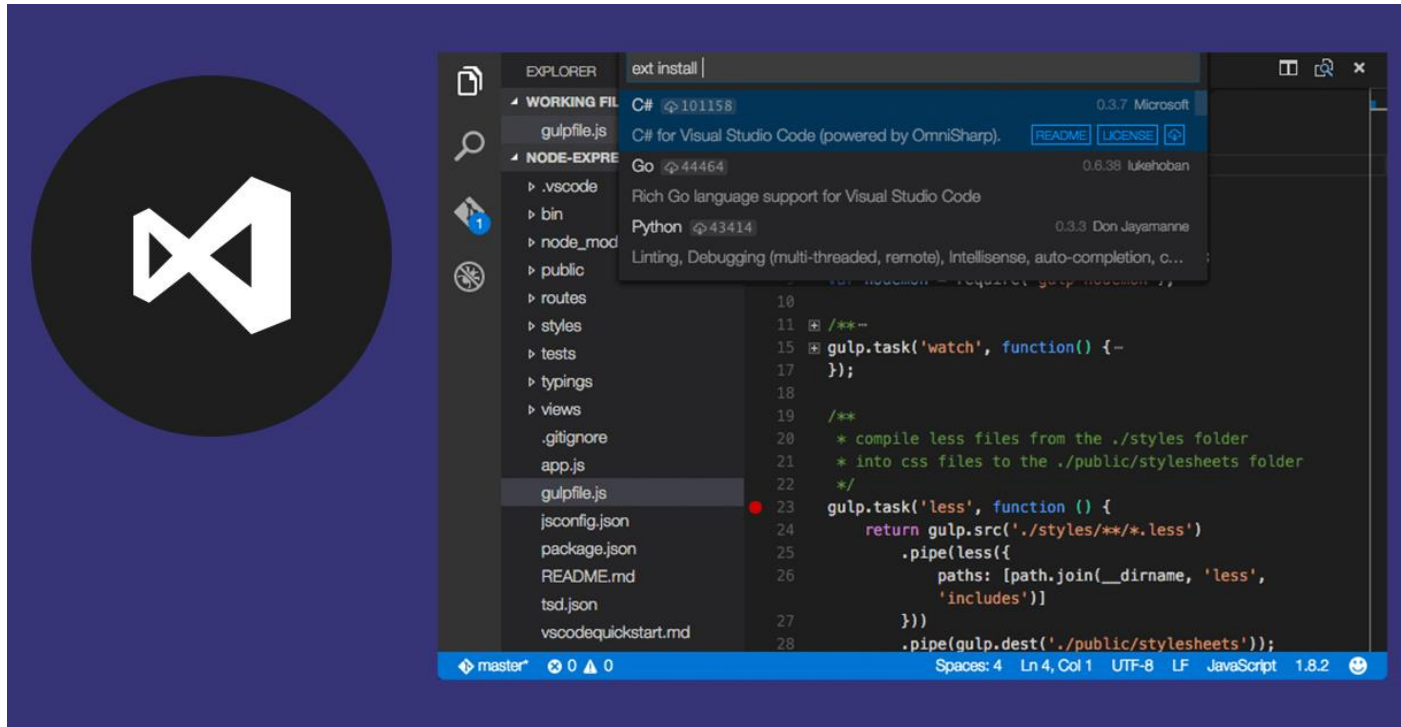 EXPLORER
WORKING FIL
gulpfile.js
NODE-EXPRE
.vscode
bin
node_mod
public
routes
styles
tests
typings
views
.gitignore
app.js
gulpfile.js
jsconfig.json
package.json
README.md
tsd.json
vscodequickstart.md
1
ext install
C# 101158 0.3.7 Microsoft
C# for Visual Studio Code (powered by OmniSharp). README LICENSE
Go 44464 0.6.38 lukehoban
Rich Go language support for Visual Studio Code
Python 43414 0.3.3 Don Jayamanne
Linting, Debugging (multi-threaded, remote), Intellisense, auto-completion, c...
10
11 /**
15 gulp.task('watch', function() {
17 });
18
19 /**
20 * compile less files from the ./styles folder
21 * into css files to the ./public/stylesheets folder
22 */
23 gulp.task('less', function () {
24 return gulp.src('./styles/**/*.less')
25 .pipe(less({
26 paths: [path.join(__dirname, 'less',
'includes')]
27 }))
28 .pipe(gulp.dest('./public/stylesheets'));
master* 0 0 Spaces: 4 Ln 4, Col 1 UTF-8 LF JavaScript 1.8.2